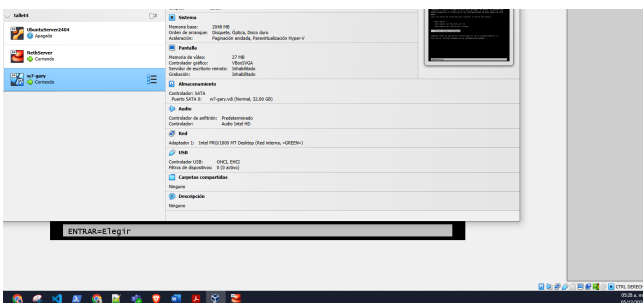 taller4
UbuntuServer2404
Apagada
NethServer
Corriendo
w7-gary
Corriendo
Sistema
Memoria base: 2048 MB
Orden de arranque: Disquete, Óptica, Disco duro
Aceleración: Paginación anidada, Paravirtualización Hyper-V
Pantalla
Memoria de vídeo: 27 MB
Controlador gráfico: VBoxSVGA
Servidor de escritorio remoto: Inhabilitado
Grabación: Inhabilitado
Almacenamiento
Controlador: SATA
Puerto SATA 0: w7-gary.vdi (Normal, 32,00 GB)
Audio
Controlador de anfitrión: Predeterminado
Controlador: Audio Intel HD
Red
Adaptador 1: Intel PRO/1000 MT Desktop (Red interna, «GREEN»)
USB
Controlador USB: OHCI, EHCI
Filtros de dispositivos: 0 (0 activo)
Carpetas compartidas
Ninguno
Descripción
Ninguno
ENTRAR=Elegir
CTRL DERECH